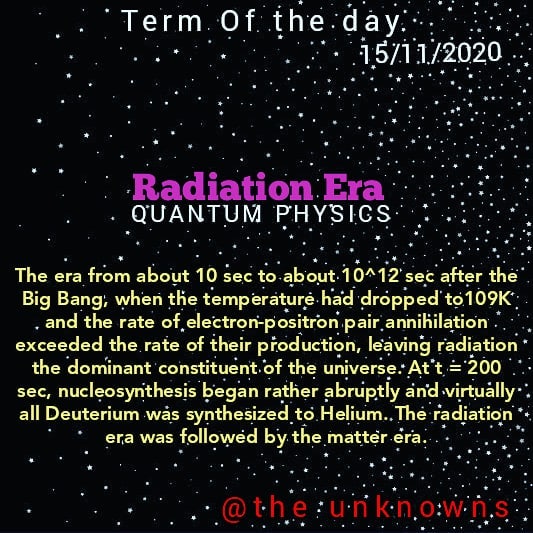 Term Of the day
15/11/2020
Radiation Era
QUANTUM PHYSICS
The era from about 10 sec to about 10^12 sec after the
Big Bang, when the temperature had dropped to109K
and the rate of electron-positron pair annihilation
exceeded the rate of their production, leaving radiation
the dominant constituent of the universe. At t = 200
sec, nucleosynthesis began rather abruptly and virtually
all Deuterium was synthesized to Helium. The radiation
era was followed by the matter era.
@the unknowns